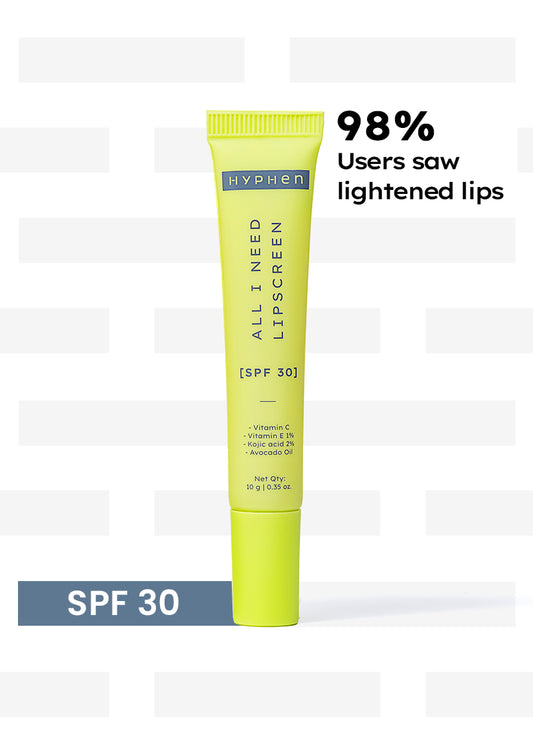 98%
Users saw
lightened lips
HYPHEN
ALL I NEED
LIPSCREEN
[SPF 30]
- Vitamin C
- Vitamin E 1%
- Kojic acid 2%
- Avocado Oil
Net Qty:
10 g | 0.35 oz.
SPF 30